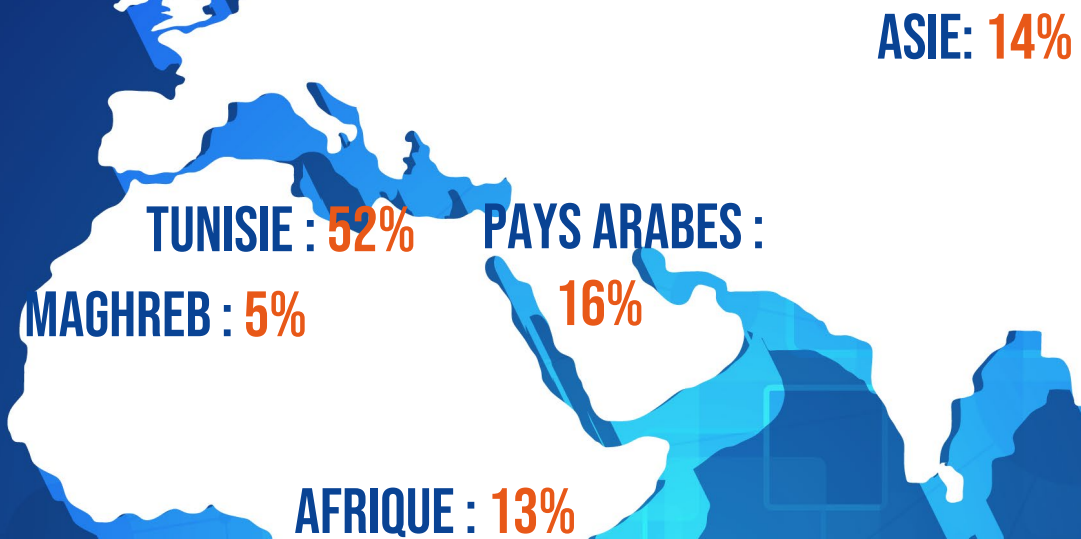 ASIE: 14%
TUNISIE : 52%
PAYS ARABES :
16%
MAGHREB : 5%
AFRIQUE : 13%